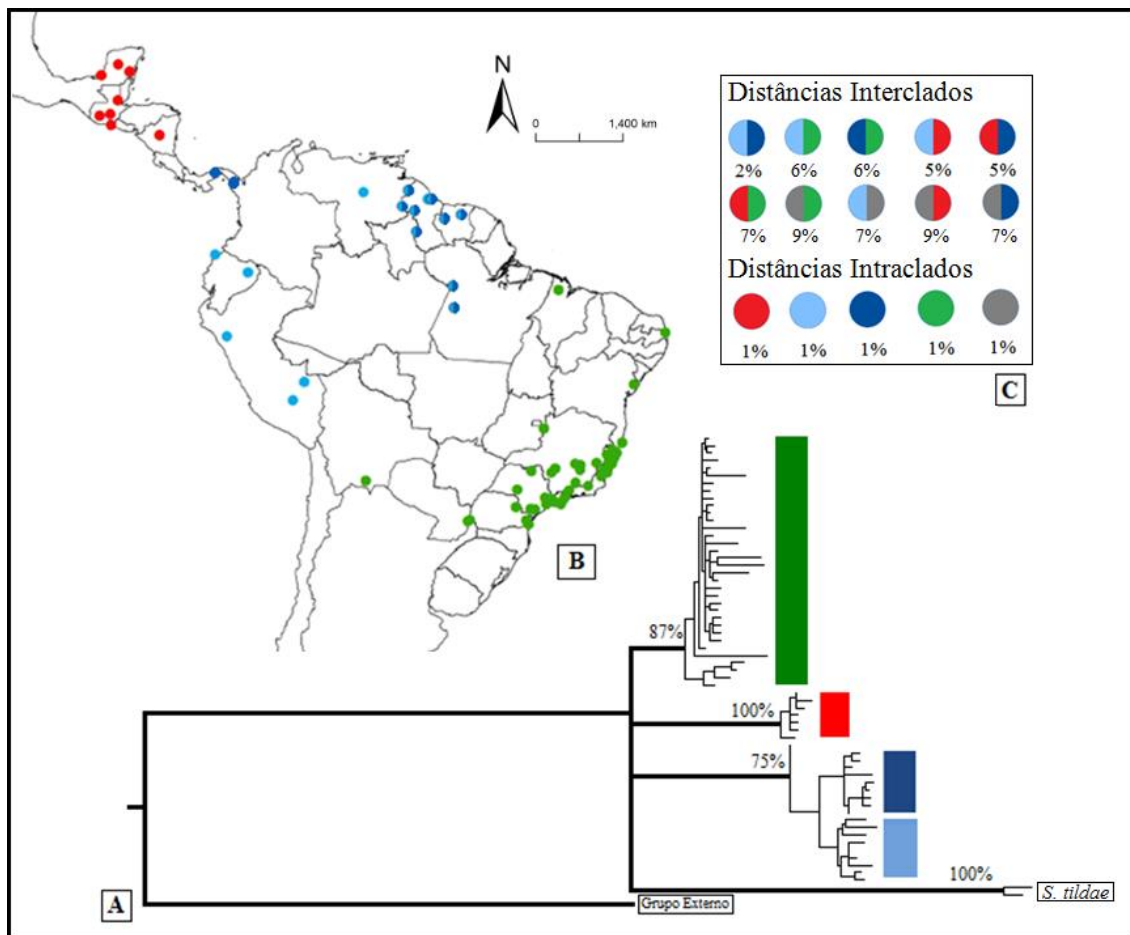 N
0 1,400 km
Distâncias Interclados
2% 6% 6% 5% 5%
7% 9% 7% 9% 7%
Distâncias Intraclados
1% 1% 1% 1% 1%
C
B
87%
100%
75%
100%
S. tildae
A
Grupo Externo